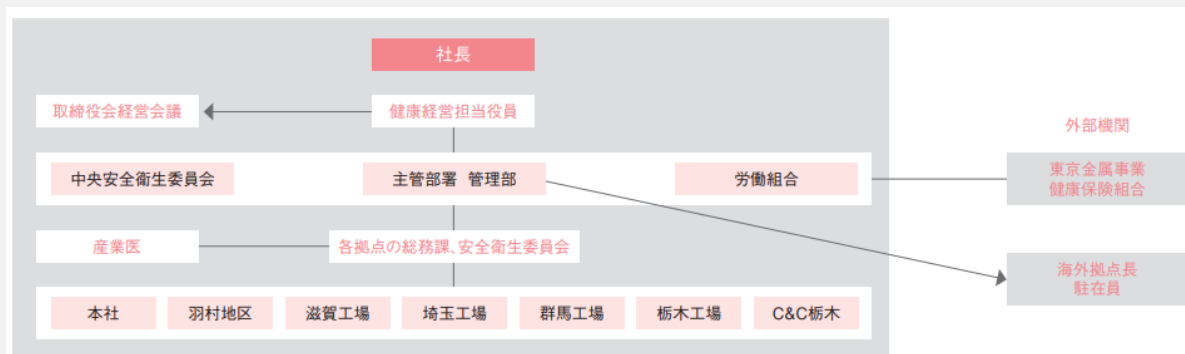 社長
取締役会経営会議
健康経営担当役員
外部機関
中央安全衛生委員会
主管部署 管理部
労働組合
東京金属事業
健康保険組合
産業医
各拠点の総務課、安全衛生委員会
海外拠点長
駐在員
本社
羽村地区
滋賀工場
埼玉工場
群馬工場
栃木工場
C&C栃木